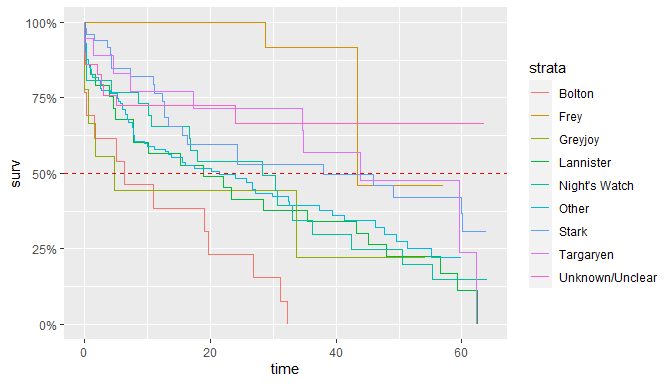 100%
75%
50%
25%
0%
surv
0
20
40
60
time
strata
Bolton
Frey
Greyjoy
Lannister
Night's Watch
Other
Stark
Targaryen
Unknown/Unclear